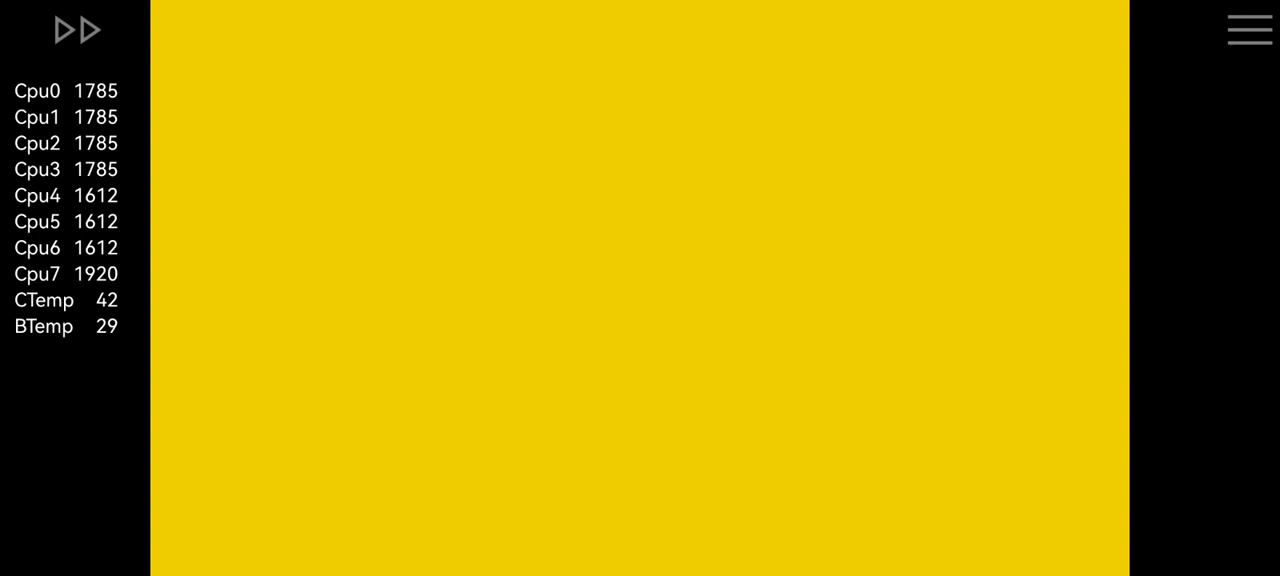 Cpu0 1785
Cpu1 1785
Cpu2 1785
Cpu3 1785
Cpu4 1612
Cpu5 1612
Cpu6 1612
Cpu7 1920
CTemp 42
BTemp 29